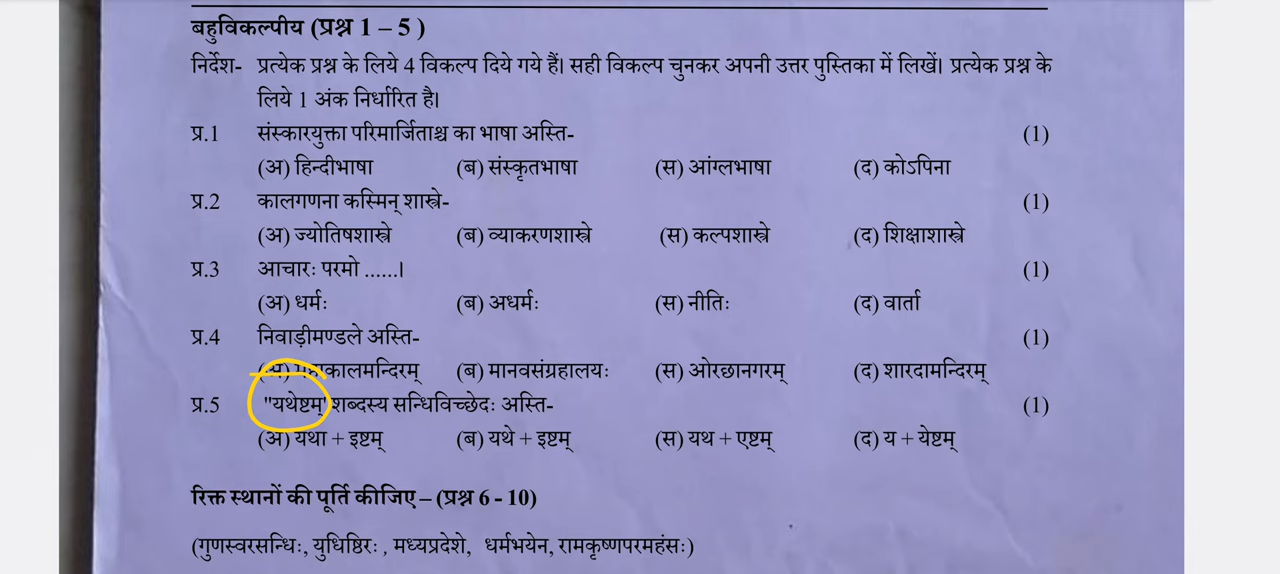 बहुविकल्पीय (प्रश्न 1 – 5 )
निर्देश- प्रत्येक प्रश्न के लिये 4 विकल्प दिये गये हैं। सही विकल्प चुनकर अपनी उत्तर पुस्तिका में लिखें। प्रत्येक प्रश्न के
लिये 1 अंक निर्धारित है।
प्र.1 संस्कारयुक्ता परिमार्जिताश्च का भाषा अस्ति- (1)
(अ) हिन्दीभाषा (ब) संस्कृतभाषा (स) आंग्लभाषा (द) कोऽपिना
प्र.2 कालगणना कस्मिन् शास्त्रे- (1)
(अ) ज्योतिषशास्त्रे (ब) व्याकरणशास्त्रे (स) कल्पशास्त्रे (द) शिक्षाशास्त्रे
प्र.3 आचारः परमो ......। (1)
(अ) धर्मः (ब) अधर्मः (स) नीतिः (द) वार्ता
प्र.4 निवाड़ीमण्डले अस्ति- (1)
(अ) महाकालमन्दिरम् (ब) मानवसंग्रहालयः (स) ओरछानगरम् (द) शारदामन्दिरम्
प्र.5 "यथेष्टम्" शब्दस्य सन्धिविच्छेदः अस्ति- (1)
(अ) यथा + इष्टम् (ब) यथे + इष्टम् (स) यथ + एष्टम् (द) य + येष्टम्
रिक्त स्थानों की पूर्ति कीजिए – (प्रश्न 6 - 10)
(गुणस्वरसन्धिः, युधिष्ठिरः , मध्यप्रदेशे, धर्मभयेन, रामकृष्णपरमहंसः)